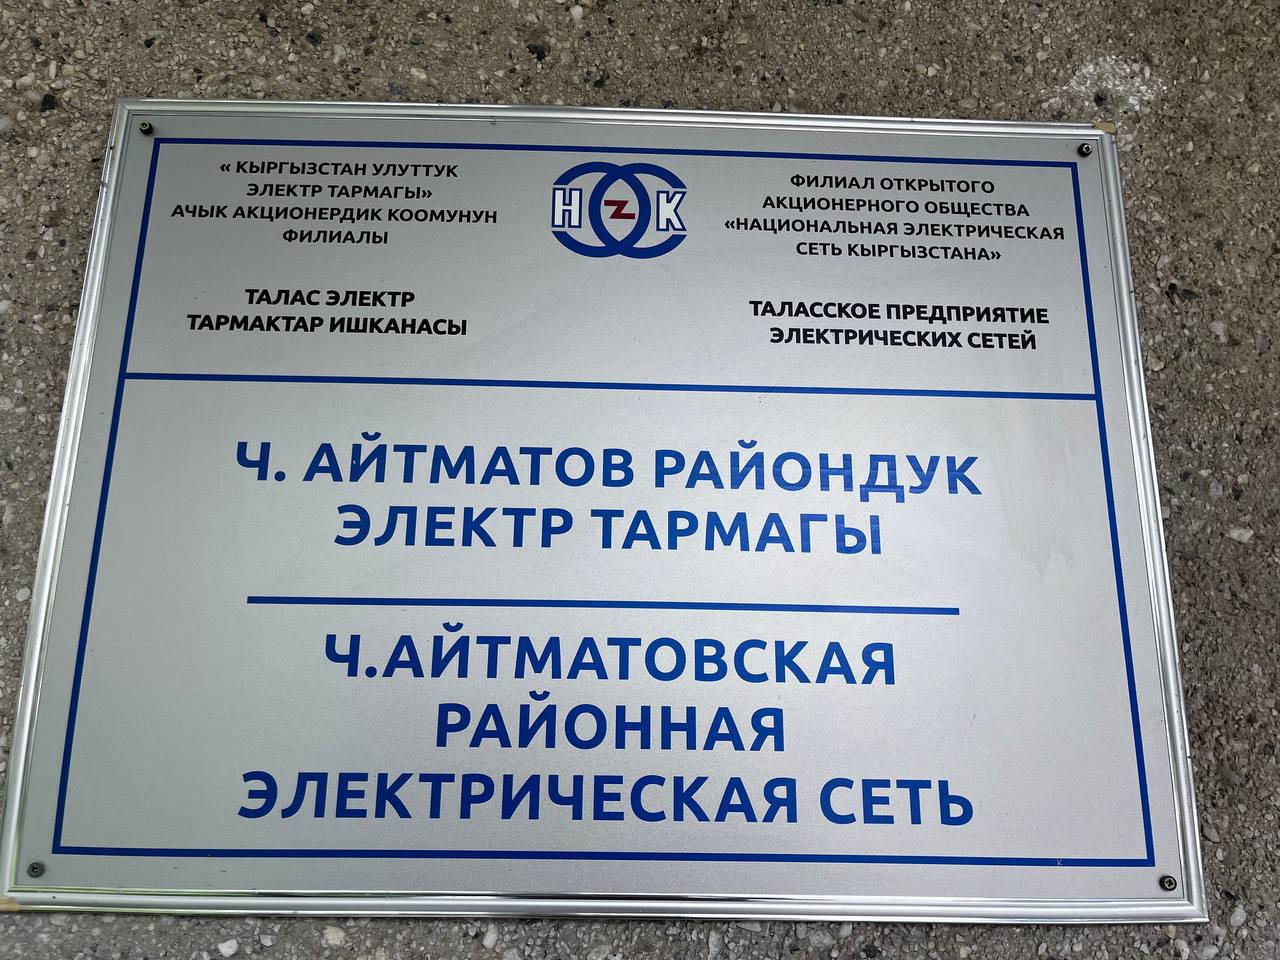 « КЫРГЫЗСТАН УЛУТТУК
ЭЛЕКТР ТАРМАГЫ»
АЧЫК АКЦИОНЕРДИК КООМУНУН
ФИЛИАЛЫ
ТАЛАС ЭЛЕКТР
ТАРМАКТАР ИШКАНАСЫ
НЭСК
ФИЛИАЛ ОТКРЫТОГО
АКЦИОНЕРНОГО ОБЩЕСТВА
«НАЦИОНАЛЬНАЯ ЭЛЕКТРИЧЕСКАЯ
СЕТЬ КЫРГЫЗСТАНА»
ТАЛАССКОЕ ПРЕДПРИЯТИЕ
ЭЛЕКТРИЧЕСКИХ СЕТЕЙ
Ч. АЙТМАТОВ РАЙОНДУК
ЭЛЕКТР ТАРМАГЫ
Ч.АЙТМАТОВСКАЯ
РАЙОННАЯ
ЭЛЕКТРИЧЕСКАЯ СЕТЬ